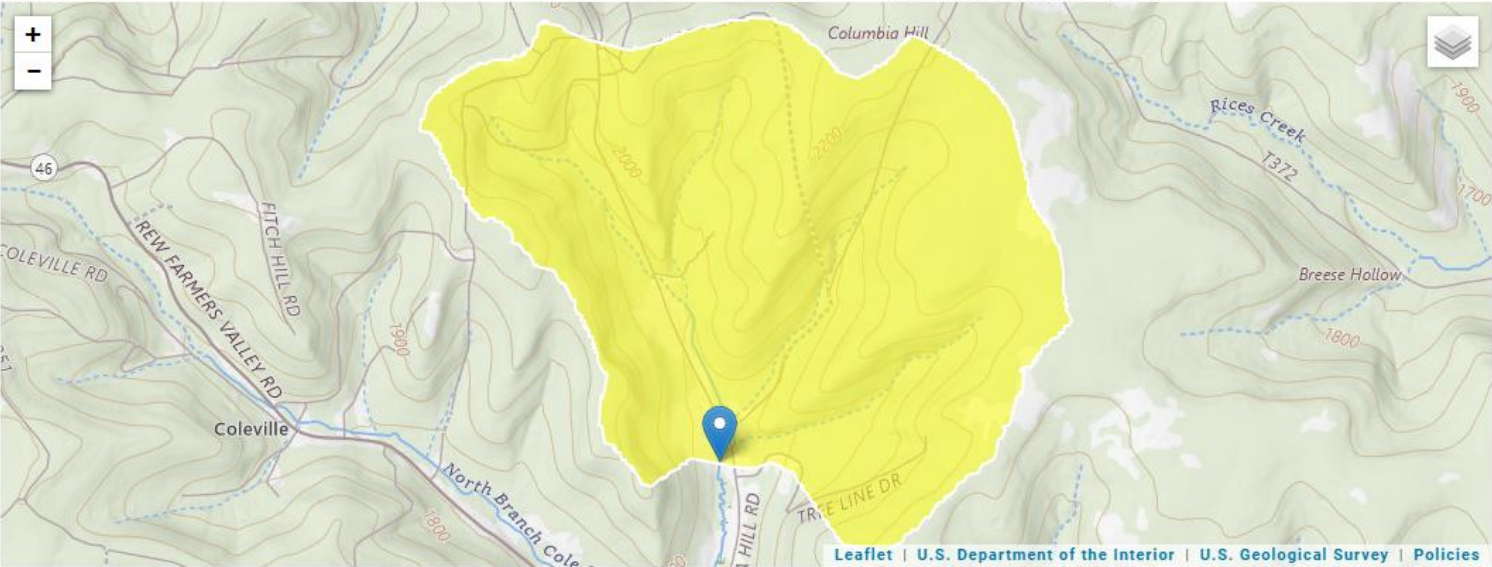 +
−
Columbia Hill
1900
Rices Creek
46
2000
2200
T372
1700
FITCH HILL RD
COLEVILLE RD
REW FARMERS VALLEY RD
Breese Hollow
1900
1800
Coleville
North Branch Cole
1800
TREE LINE DR
HILL RD
Leaflet | U.S. Department of the Interior | U.S. Geological Survey | Policies